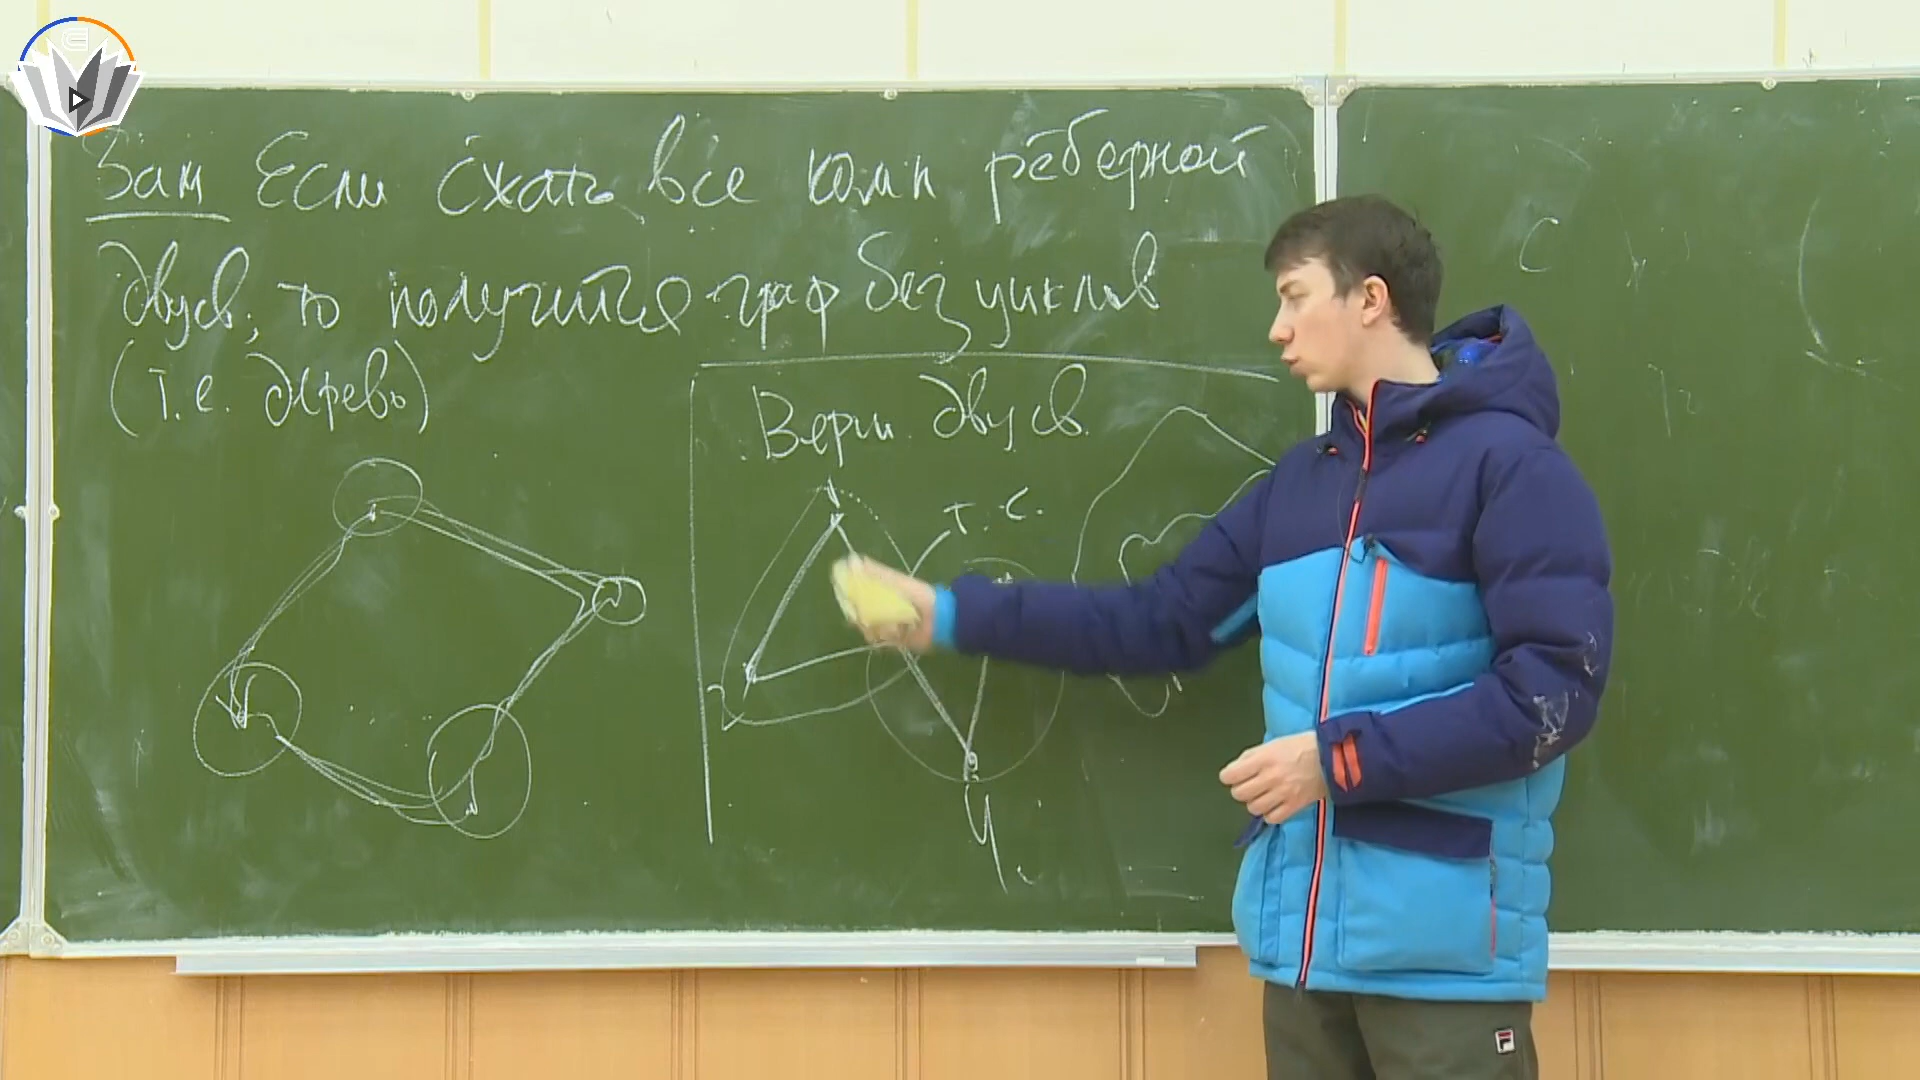 Зам Если сжать все комп рёберной
двусв, то получится граф без циклов
(т.е. дерево)
Верш. двусв.
т.с.